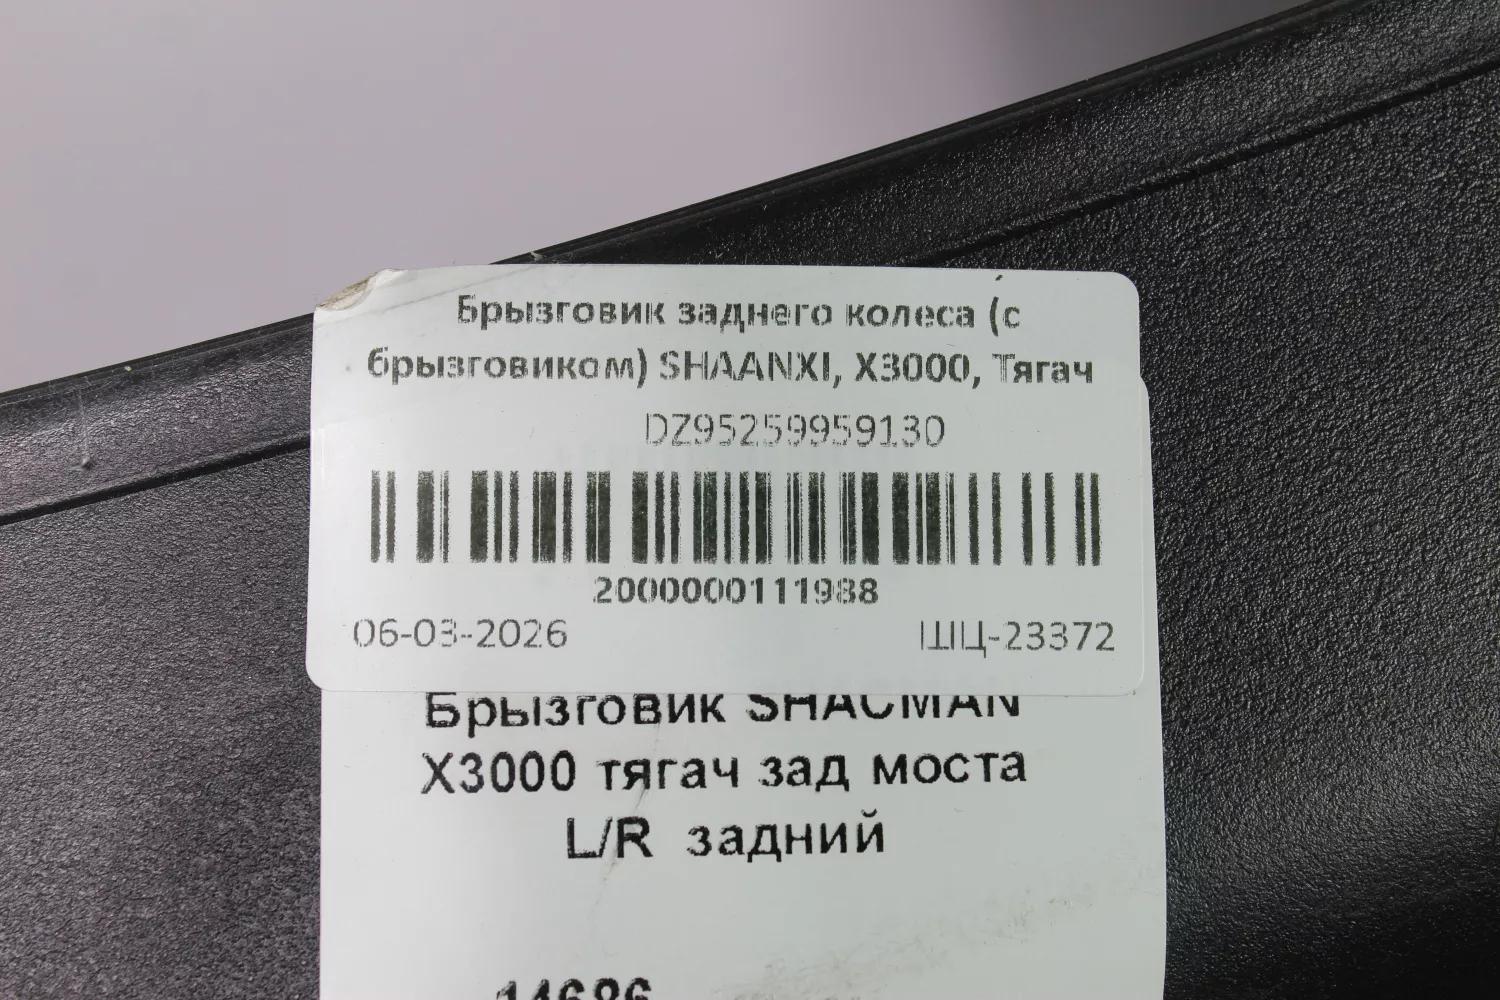 Брызговик заднего колеса (с
брызговиком) SHAANXI, X3000, Тягач
DZ95259959130
2000000111988
06-03-2026
ШЦ-23372
Брызговик SHACMAN
X3000 тягач зад моста
L/R задний
14686